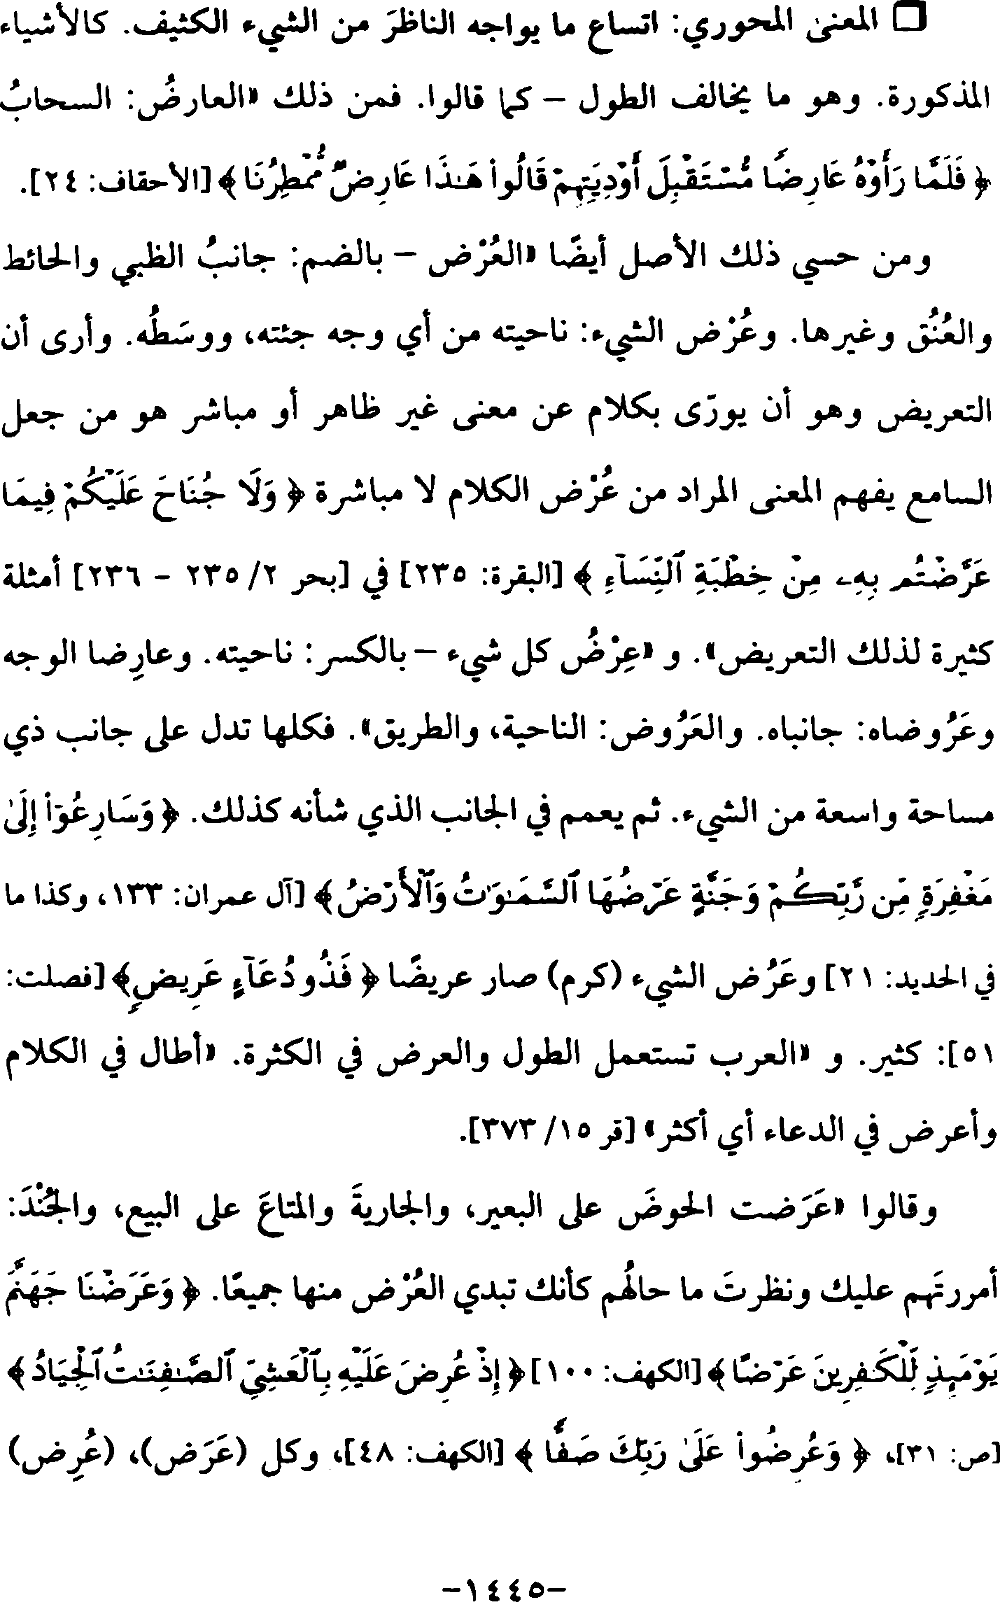 □ المعنىٰ المحوري: اتساع ما يواجه الناظرَ من الشيء الكثيف. كالأشياء
المذكورة. وهو ما يخالف الطول – كما قالوا. فمن ذلك «العارضُ: السحابُ
﴿ فَلَمَّا رَأَوْهُ عَارِضًا مُّسْتَقْبِلَ أَوْدِيَتِهِمْ قَالُوا۟ هَـٰذَا عَارِضٌ مُّمْطِرُنَا ﴾ [الأحقاف: ٢٤].
ومن حسي ذلك الأصل أيضًا «العُرْض – بالضم: جانبُ الظبي والحائط
والعُنُق وغيرها. وعُرْض الشيء: ناحيته من أي وجه جئته، ووسَطُه. وأرى أن
التعريض وهو أن يورّى بكلام عن معنى غير ظاهر أو مباشر هو من جعل
السامع يفهم المعنى المراد من عُرْض الكلام لا مباشرة ﴿ وَلَا جُنَاحَ عَلَيْكُمْ فِيمَا
عَرَّضْتُم بِهِۦ مِنْ خِطْبَةِ ٱلنِّسَآءِ ﴾ [البقرة: ٢٣٥] في [بحر ٢/ ٢٣٥ – ٢٣٦] أمثلة
كثيرة لذلك التعريض». و «عِرْضُ كل شيء – بالكسر: ناحيته. وعارِضا الوجه
وعَرُوضاه: جانباه. والعَرُوض: الناحية، والطريق». فكلها تدل على جانب ذي
مساحة واسعة من الشيء. ثم يعمم في الجانب الذي شأنه كذلك. ﴿ وَسَارِعُوٓا۟ إِلَىٰ
مَغْفِرَةٍ مِّن رَّبِّكُمْ وَجَنَّةٍ عَرْضُهَا ٱلسَّمَـٰوَٰتُ وَٱلْأَرْضُ ﴾ [آل عمران: ١٣٣، وكذا ما
في الحديد: ٢١] وعَرُض الشيء (كرم) صار عريضًا ﴿ فَذُو دُعَآءٍ عَرِيضٍ﴾ [فصلت:
٥١]: كثير. و «العرب تستعمل الطول والعرض في الكثرة. «أطال في الكلام
وأعرض في الدعاء أي أكثر» [قر ١٥/ ٣٧٣].
وقالوا «عَرَضت الحوضَ على البعير، والجاريةَ والمتاعَ على البيع، والجُنْدَ:
أمررتَهم عليك ونظرتَ ما حالُهم كأنك تبدي العُرْض منها جميعًا. ﴿ وَعَرَضْنَا جَهَنَّمَ
يَوْمَئِذٍ لِّلْكَـٰفِرِينَ عَرْضًا ﴾ [الكهف: ١٠٠] ﴿ إِذْ عُرِضَ عَلَيْهِ بِٱلْعَشِيِّ ٱلصَّـٰفِنَـٰتُ ٱلْجِيَادُ ﴾
[ص: ٣١]، ﴿ وَعُرِضُوا۟ عَلَىٰ رَبِّكَ صَفًّا ﴾ [الكهف: ٤٨]، وكل (عَرَض)، (عُرِض)
-١٤٤٥-